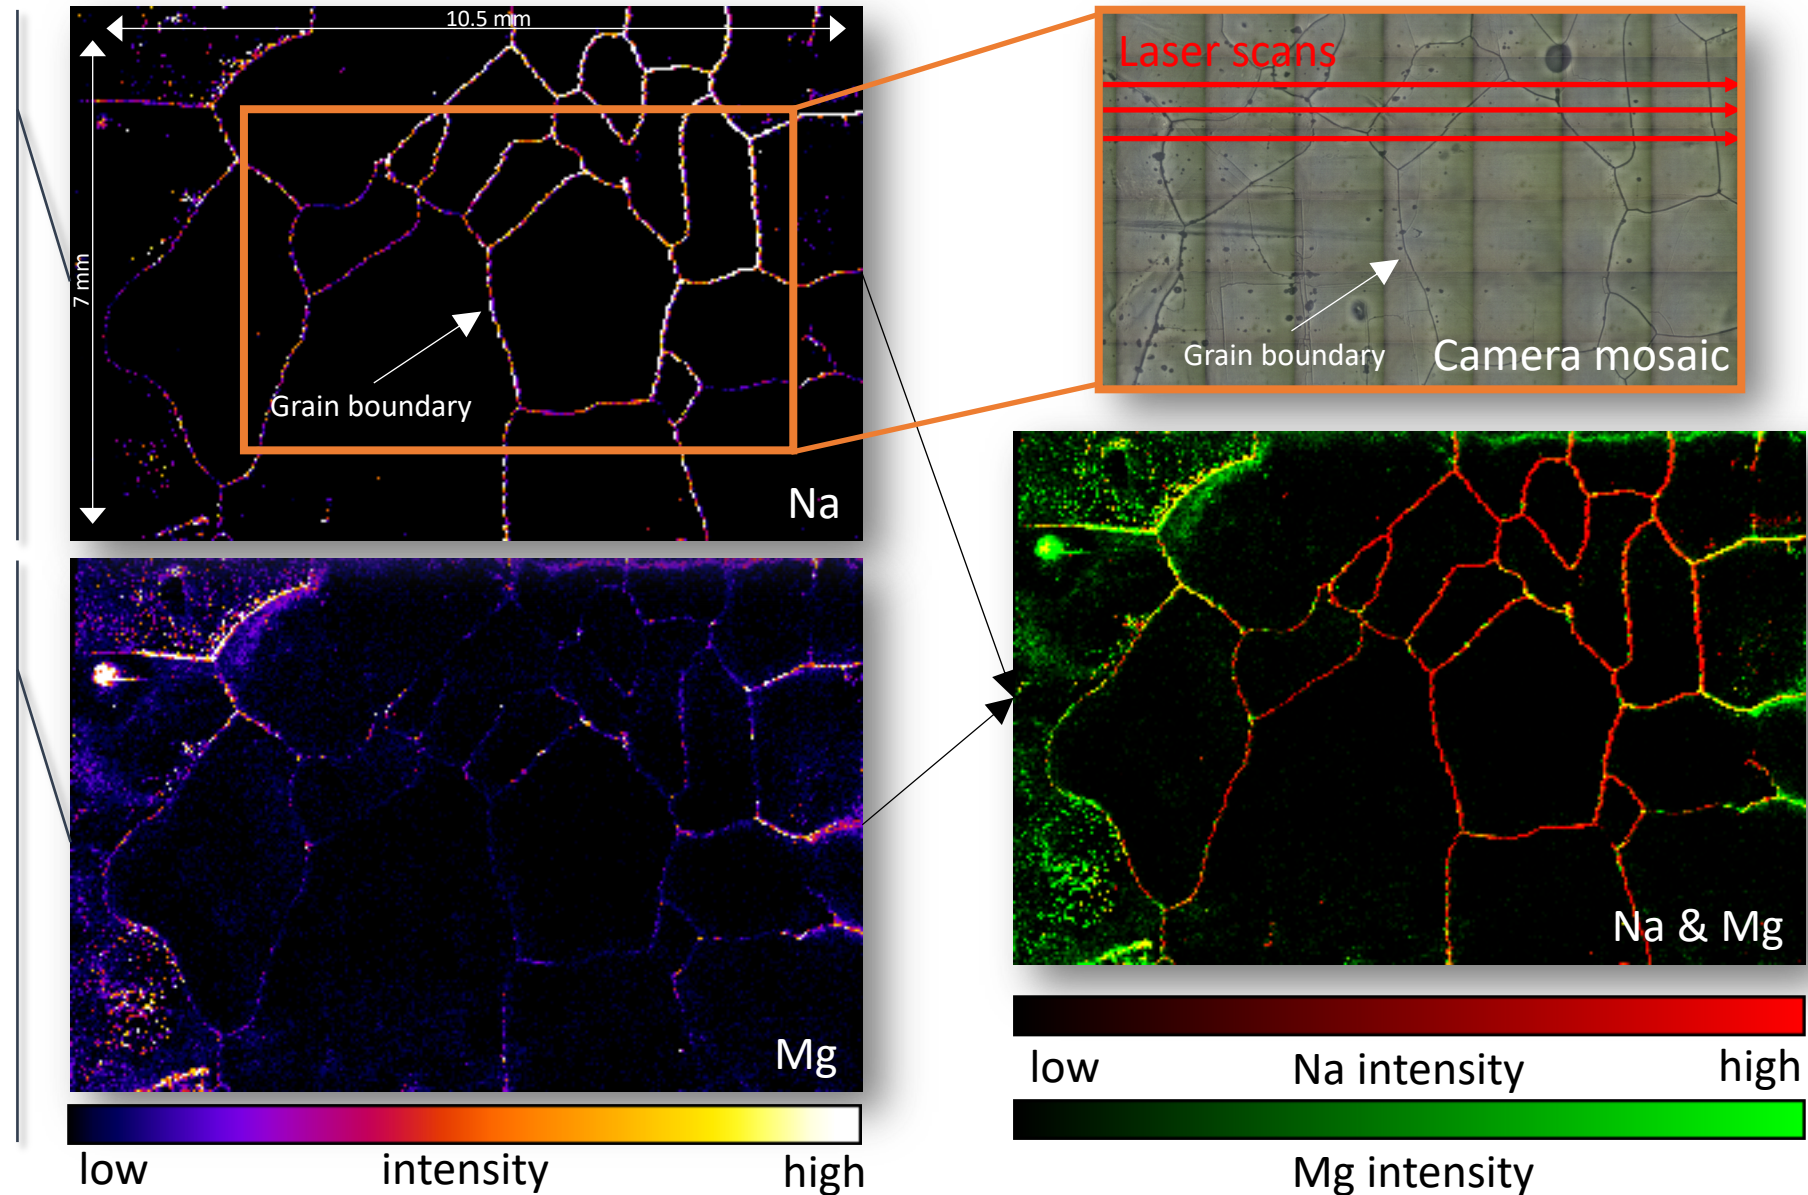 10.5 mm
7 mm
Grain boundary
Na
Laser scans
Grain boundary
Camera mosaic
Mg
low intensity high
Na & Mg
low Na intensity high
Mg intensity